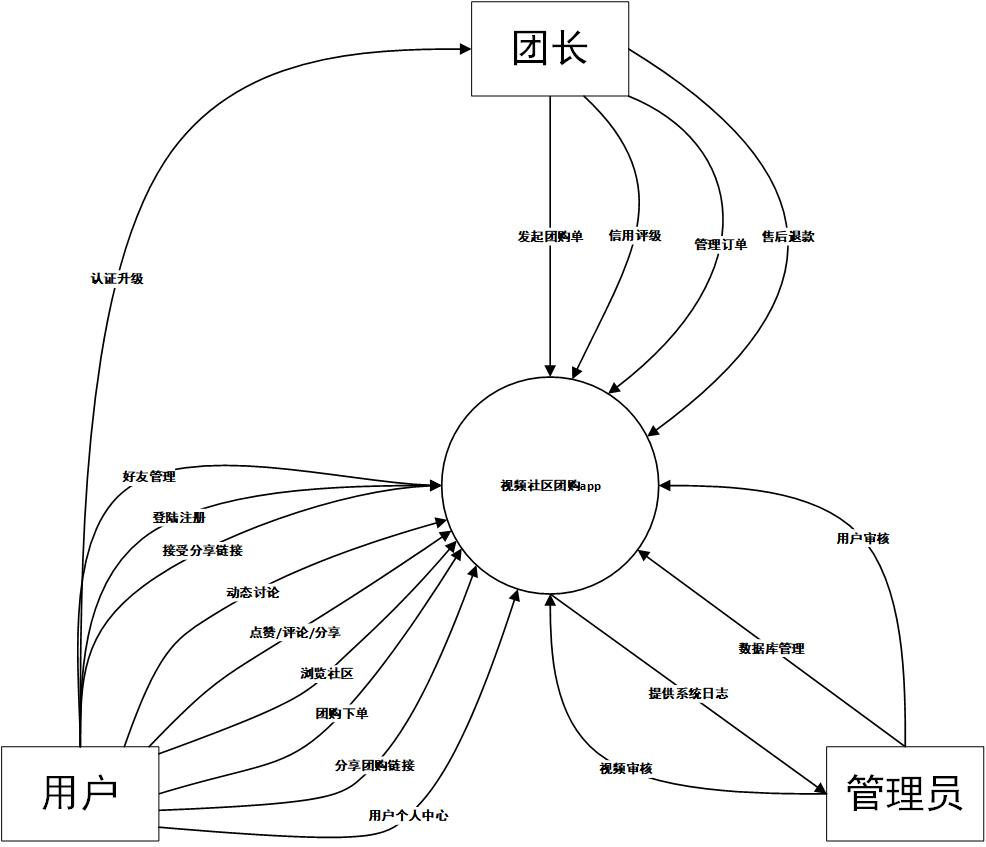 团长
发起团购单
信用评级
管理订单
售后退款
认证升级
好友管理
视频社区团购app
登陆注册
用户审核
接受分享链接
动态讨论
点赞/评论/分享
数据库管理
浏览社区
提供系统日志
团购下单
分享团购链接
视频审核
用户
管理员
用户个人中心